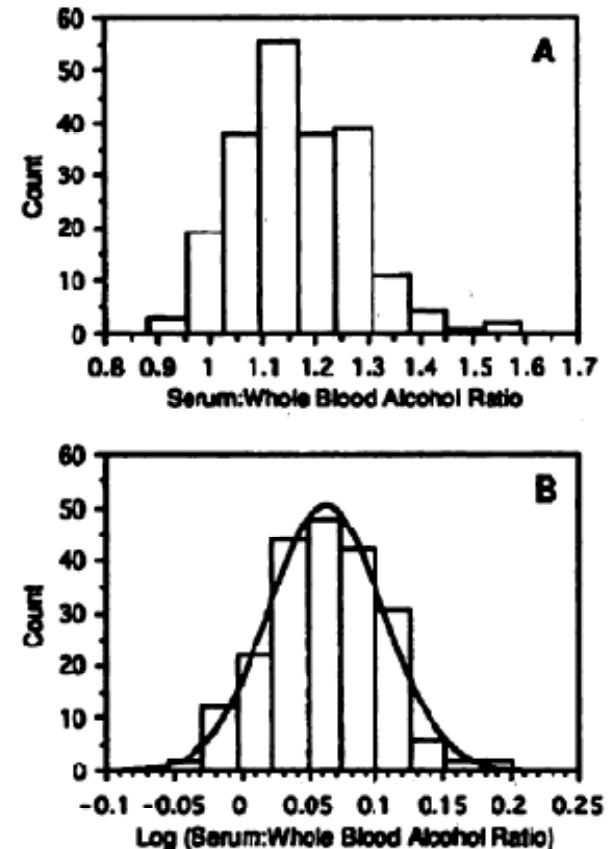 A
60
50
40
30
20
10
0
Count
0.8 0.9 1 1.1 1.2 1.3 1.4 1.5 1.6 1.7
Serum:Whole Blood Alcohol Ratio
B
60
50
40
30
20
10
0
Count
-0.1 -0.05 0 0.05 0.1 0.15 0.2 0.25
Log (Serum:Whole Blood Alcohol Ratio)